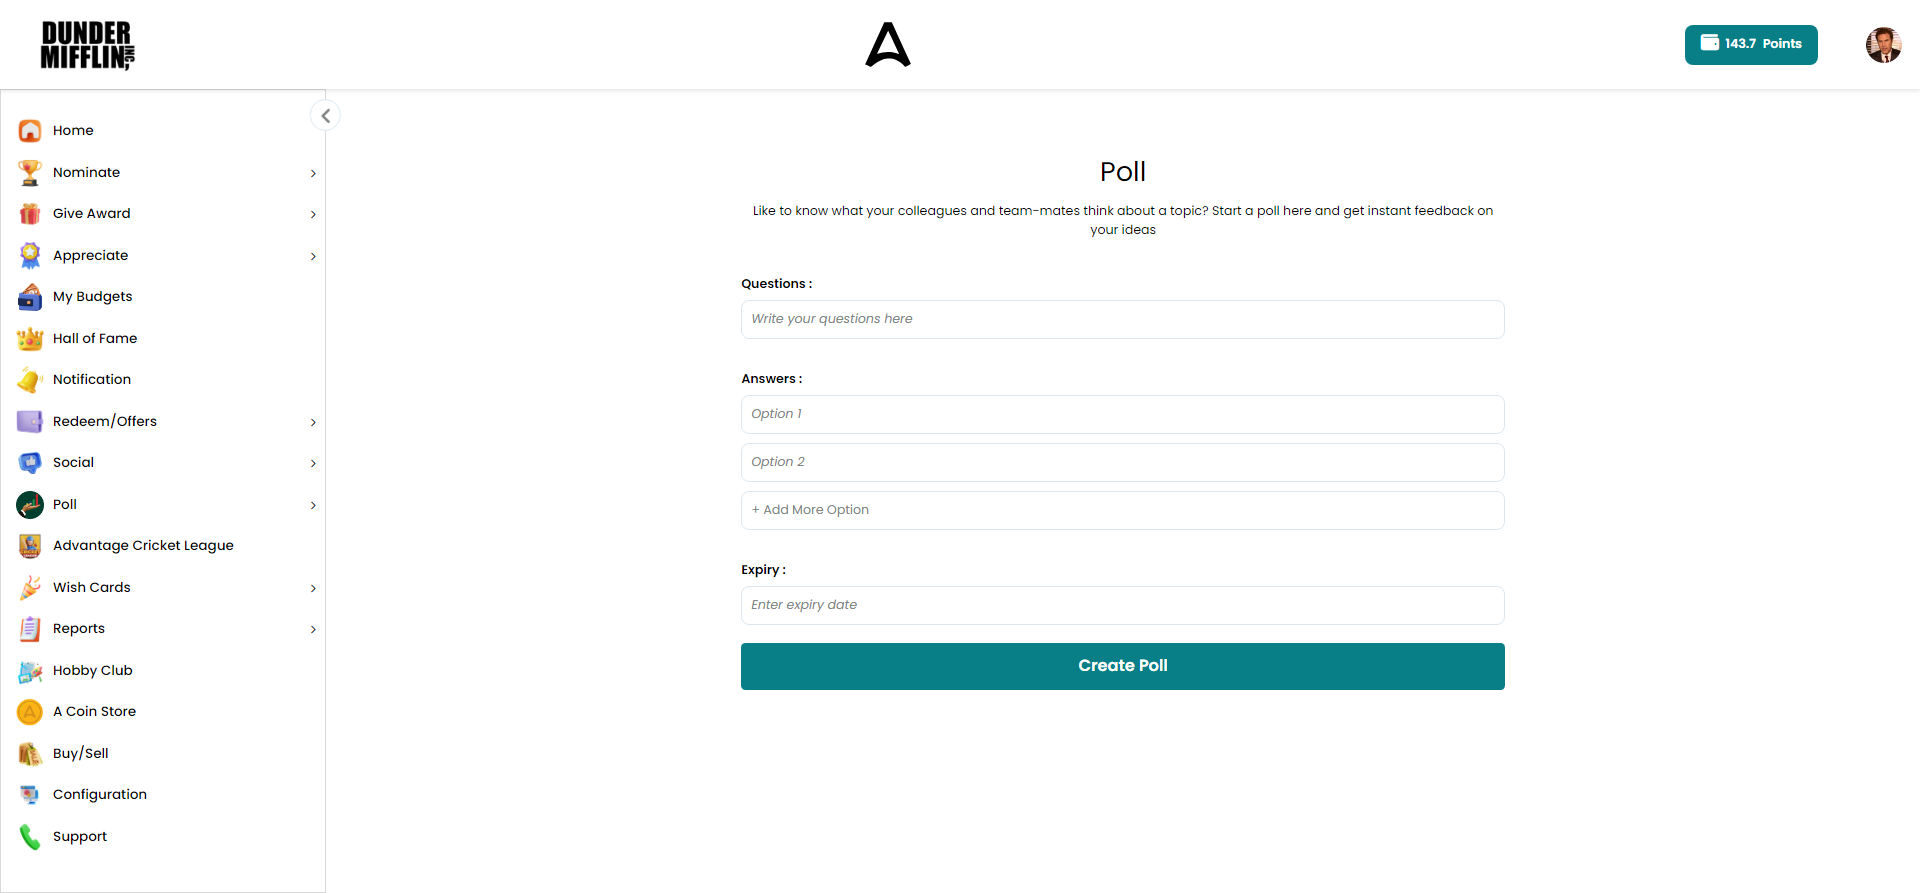 DUNDER
MIFFLIN INC,
143.7 Points
Home
Nominate
Give Award
Appreciate
My Budgets
Hall of Fame
Notification
Redeem/Offers
Social
Poll
Advantage Cricket League
Wish Cards
Reports
Hobby Club
A Coin Store
Buy/Sell
Configuration
Support
Poll
Like to know what your colleagues and team-mates think about a topic? Start a poll here and get instant feedback on
your ideas
Questions :
Write your questions here
Answers :
Option 1
Option 2
+ Add More Option
Expiry :
Enter expiry date
Create Poll